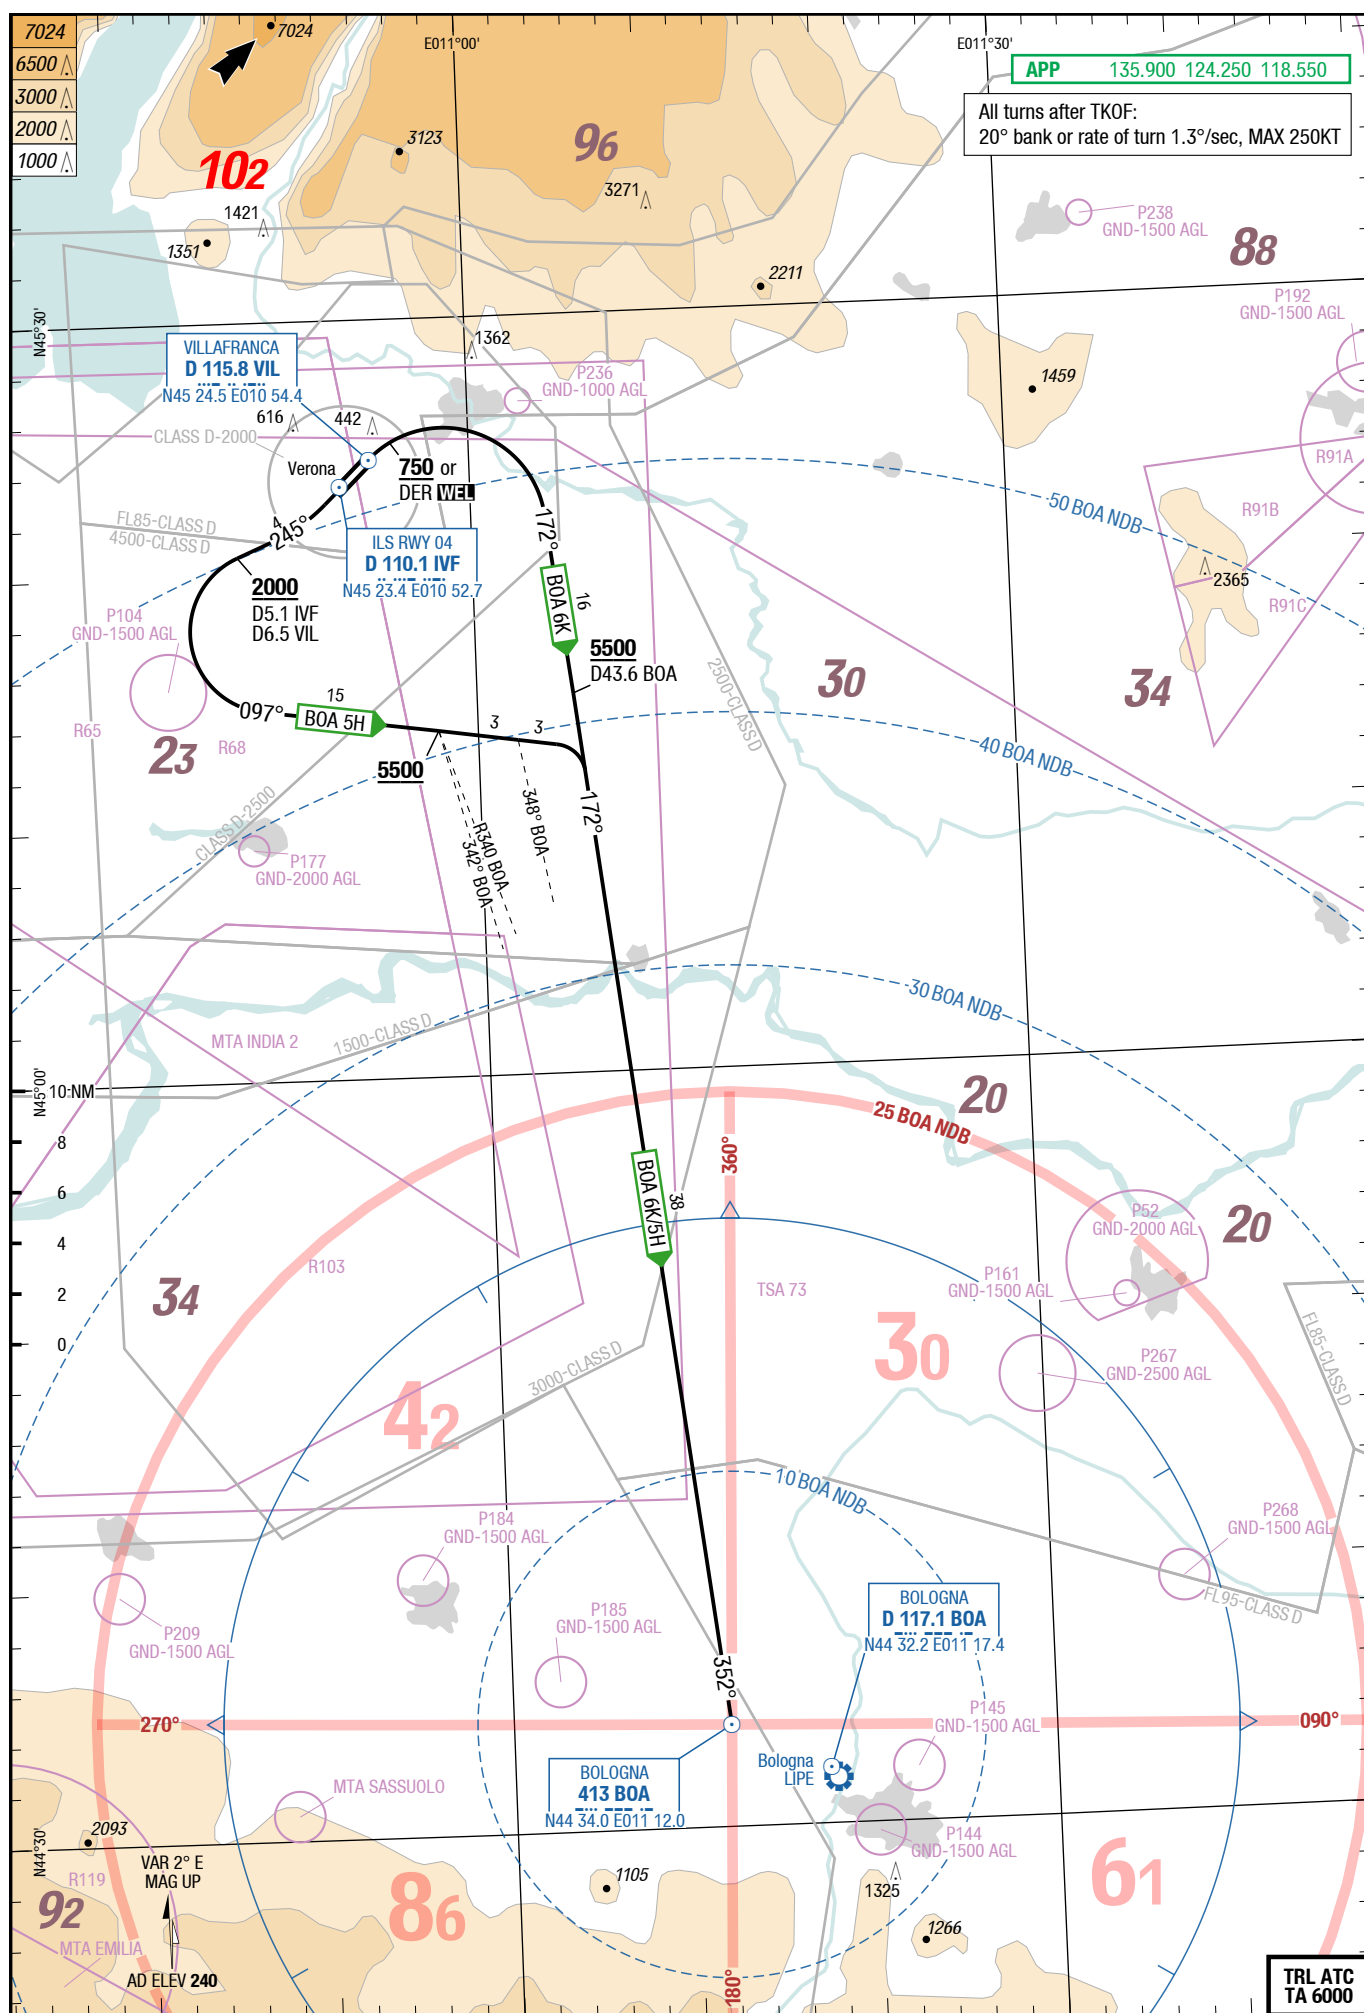 7024
6500
3000
2000
1000
7024
E011°00'
E011°30'
APP 135.900 124.250 118.550
All turns after TKOF:
20° bank or rate of turn 1.3°/sec, MAX 250KT
102
3123
96
3271
1421
1351
P238
GND-1500 AGL
88
2211
P192
GND-1500 AGL
N45°30'
VILLAFRANCA
D 115.8 VIL
N45 24.5 E010 54.4
1362
P236
GND-1000 AGL
1459
616
442
CLASS D-2000
Verona
750 or
DER WEL
R91A
50 BOA NDB
R91B
FL85-CLASS D
4500-CLASS D
4
245°
172°
ILS RWY 04
D 110.1 IVF
N45 23.4 E010 52.7
2365
R91C
2000
D5.1 IVF
D6.5 VIL
BOA 6K
16
P104
GND-1500 AGL
5500
D43.6 BOA
2500-CLASS D
30
34
15
097°
BOA 5H
3
3
R65
23
R68
40 BOA NDB
5500
348° BOA
172°
R340 BOA
342° BOA
CLASS D-2500
P177
GND-2000 AGL
30 BOA NDB
MTA INDIA 2
1500-CLASS D
N45°00'
10 NM
8
6
4
2
0
20
25 BOA NDB
360°
BOA 6K/5H
38
P52
GND-2000 AGL
20
R103
34
TSA 73
P161
GND-1500 AGL
30
P267
GND-2500 AGL
FL85-CLASS D
3000-CLASS D
42
10 BOA NDB
P184
GND-1500 AGL
P268
GND-1500 AGL
FL95-CLASS D
P209
GND-1500 AGL
P185
GND-1500 AGL
BOLOGNA
D 117.1 BOA
N44 32.2 E011 17.4
352°
270°
P145
GND-1500 AGL
090°
BOLOGNA
413 BOA
N44 34.0 E011 12.0
Bologna
LIPE
MTA SASSUOLO
2093
N44°30'
P144
GND-1500 AGL
VAR 2° E
MAG UP
R119
92
1105
1325
86
61
1266
MTA EMILIA
AD ELEV 240
180°
TRL ATC
TA 6000